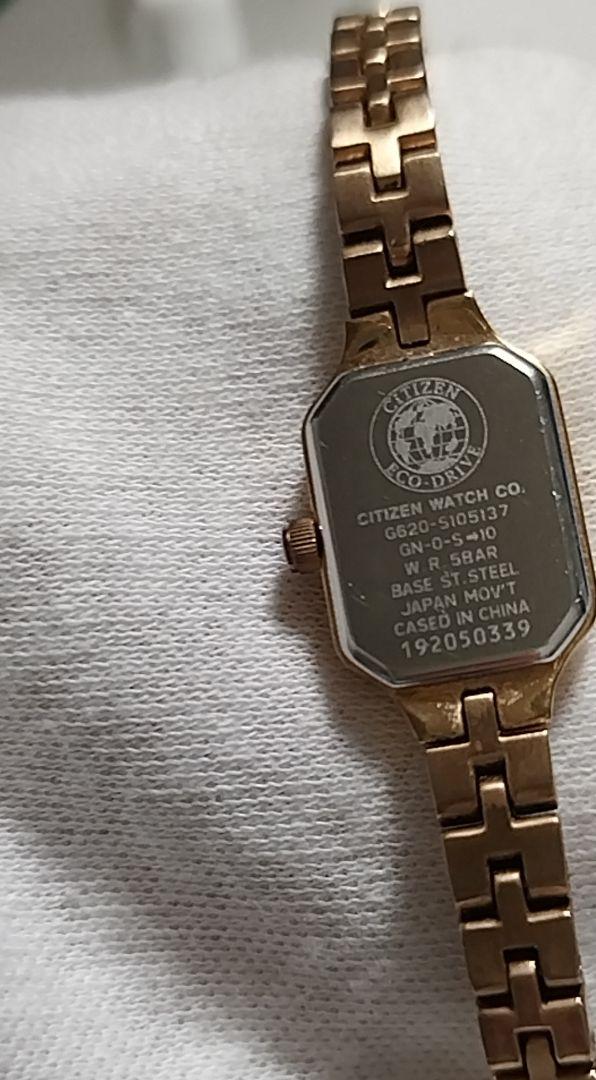 CITIZEN
ECO-DRIVE
CITIZEN WATCH CO.
G620-S105137
GN-0-S⇒10
W.R.5BAR
BASE ST.STEEL
JAPAN MOV'T
CASED IN CHINA
192050339